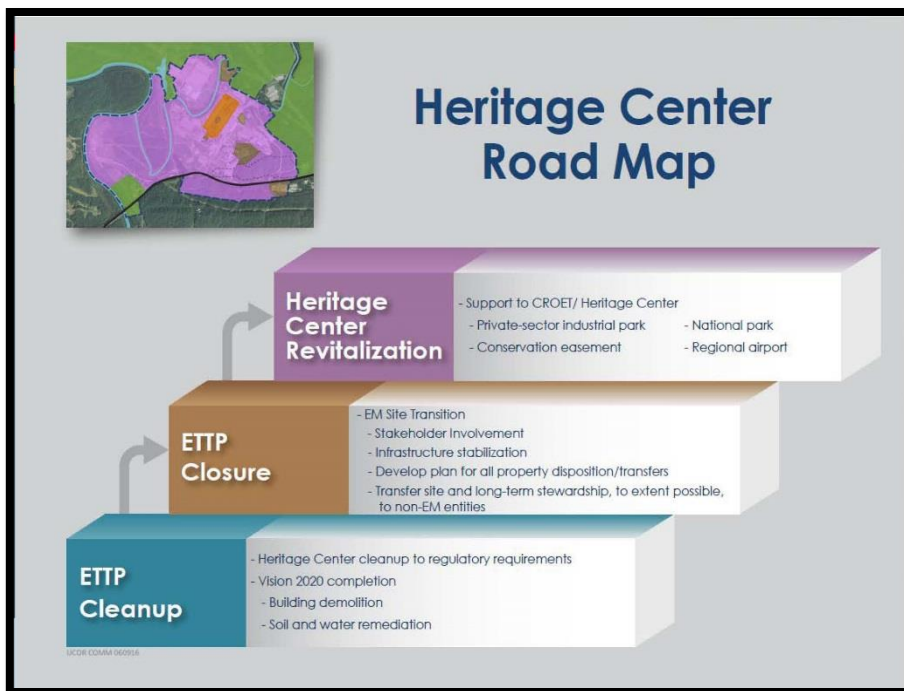 Heritage Center
Road Map
Heritage
Center
Revitalization
- Support to CROET/ Heritage Center
- Private-sector industrial park
- National park
- Conservation easement
- Regional airport
ETTP
Closure
- EM Site Transition
- Stakeholder Involvement
- Infrastructure stabilization
- Develop plan for all property disposition/transfers
- Transfer site and long-term stewardship, to extent possible,
to non-EM entities
ETTP
Cleanup
- Heritage Center cleanup to regulatory requirements
- Vision 2020 completion
- Building demolition
- Soil and water remediation
UCOR COMM 060916